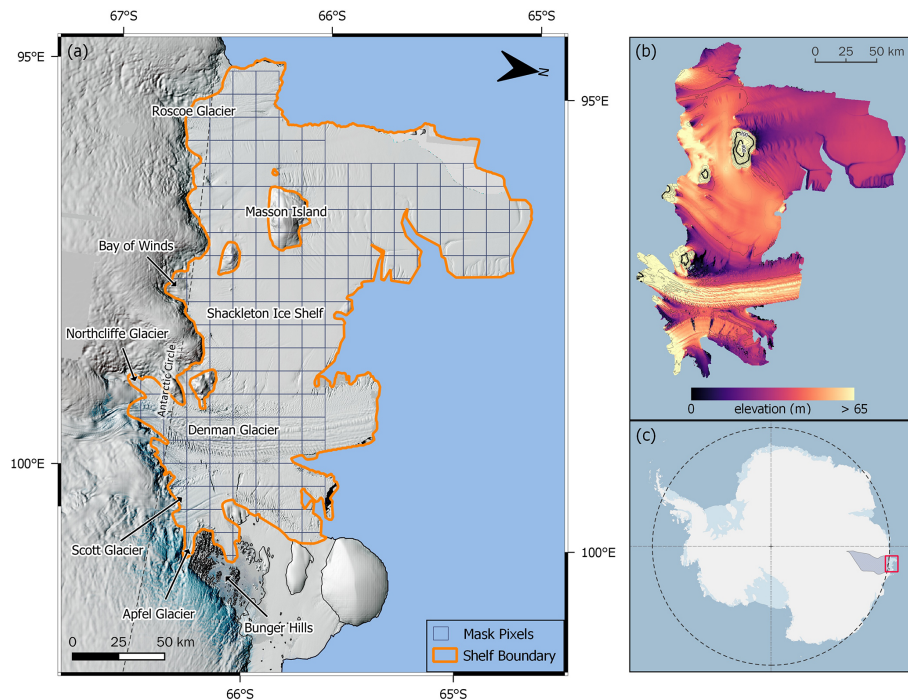 67°S
66°S
65°S
(a)
N
95°E
95°E
Roscoe Glacier
Masson Island
Bay of Winds
Shackleton Ice Shelf
Northcliffe Glacier
Antarctic Circle
Denman Glacier
100°E
100°E
Scott Glacier
Apfel Glacier
Bunger Hills
0 25 50 km
Mask Pixels
Shelf Boundary
66°S
65°S
(b)
0 25 50 km
0 elevation (m) > 65
(c)